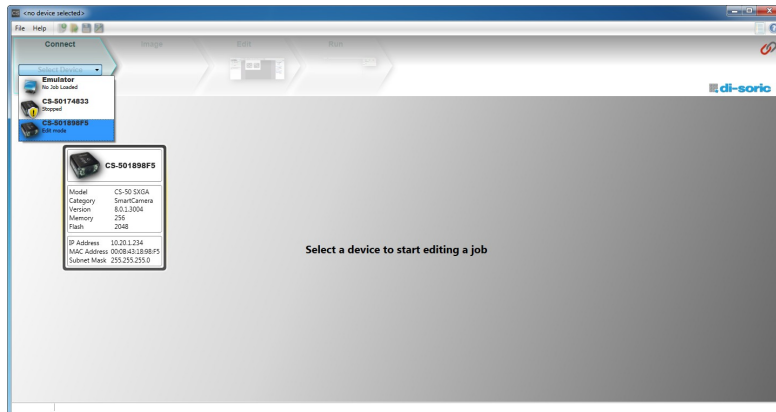 <no device selected>
File Help
Connect
Image
Edit
Run
Select Device
Emulator
No Job Loaded
CS-50174833
Stopped
CS-501898F5
Edit mode
di-soric
CS-501898F5
Model CS-50 SXGA
Category SmartCamera
Version 8.0.1.3004
Memory 256
Flash 2048
IP Address 10.20.1.234
MAC Address 00:0B:43:18:98:F5
Subnet Mask 255.255.255.0
Select a device to start editing a job